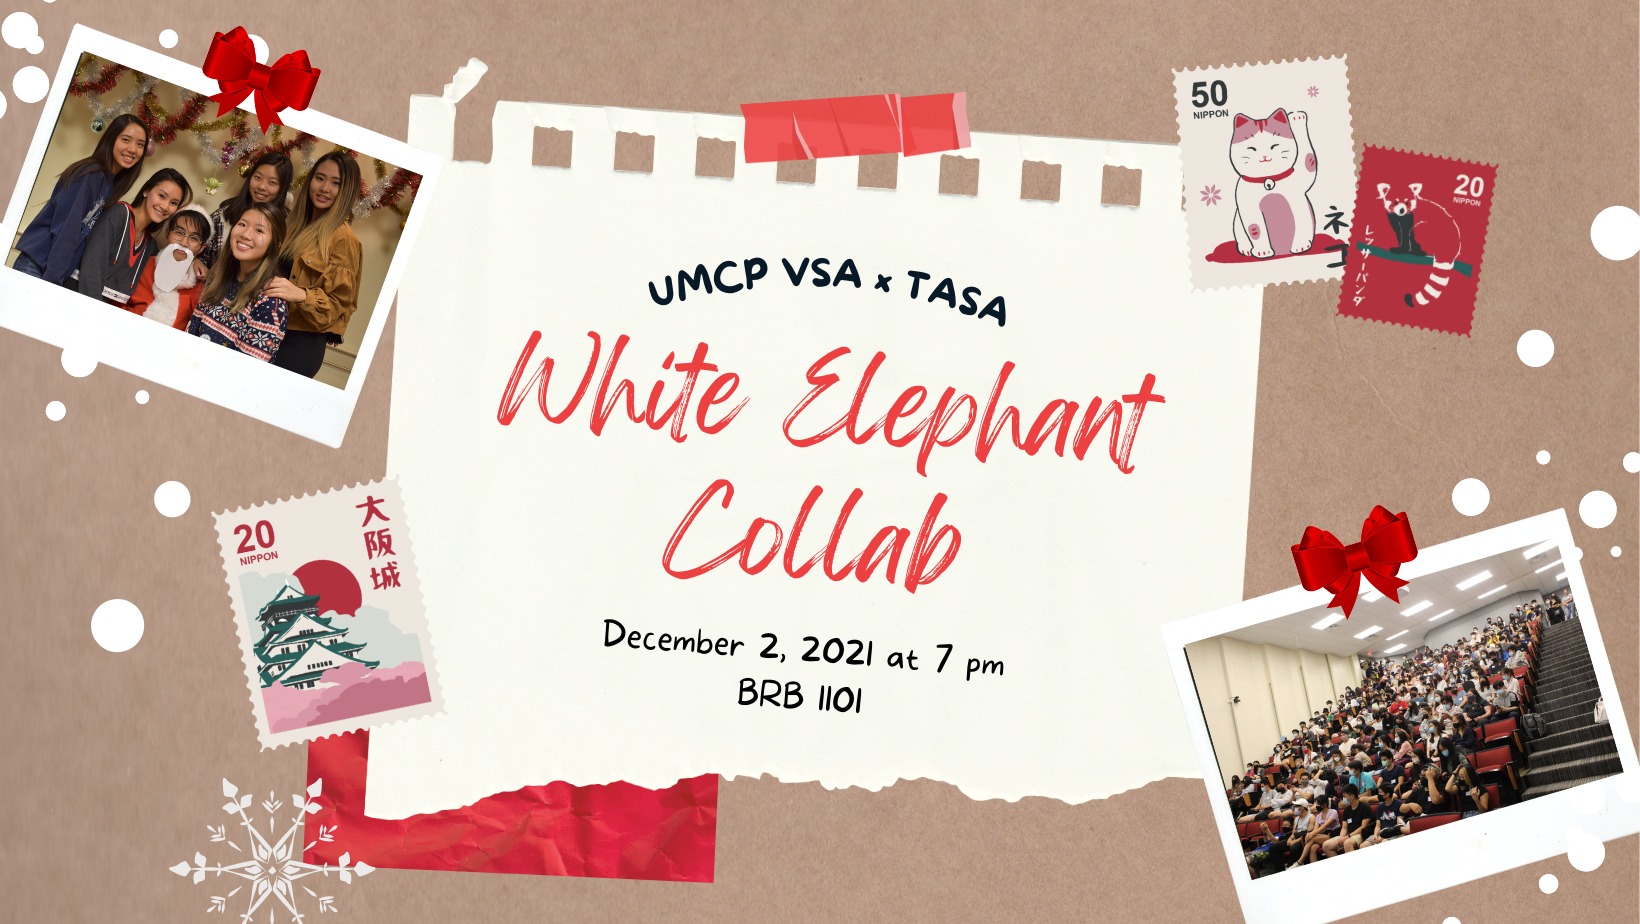 UMCP VSA x TASA
White Elephant
Collab
December 2, 2021 at 7 pm
BRB 1101
50
NIPPON
ネコ
20
NIPPON
レッサーパンダ
20
NIPPON
大阪城